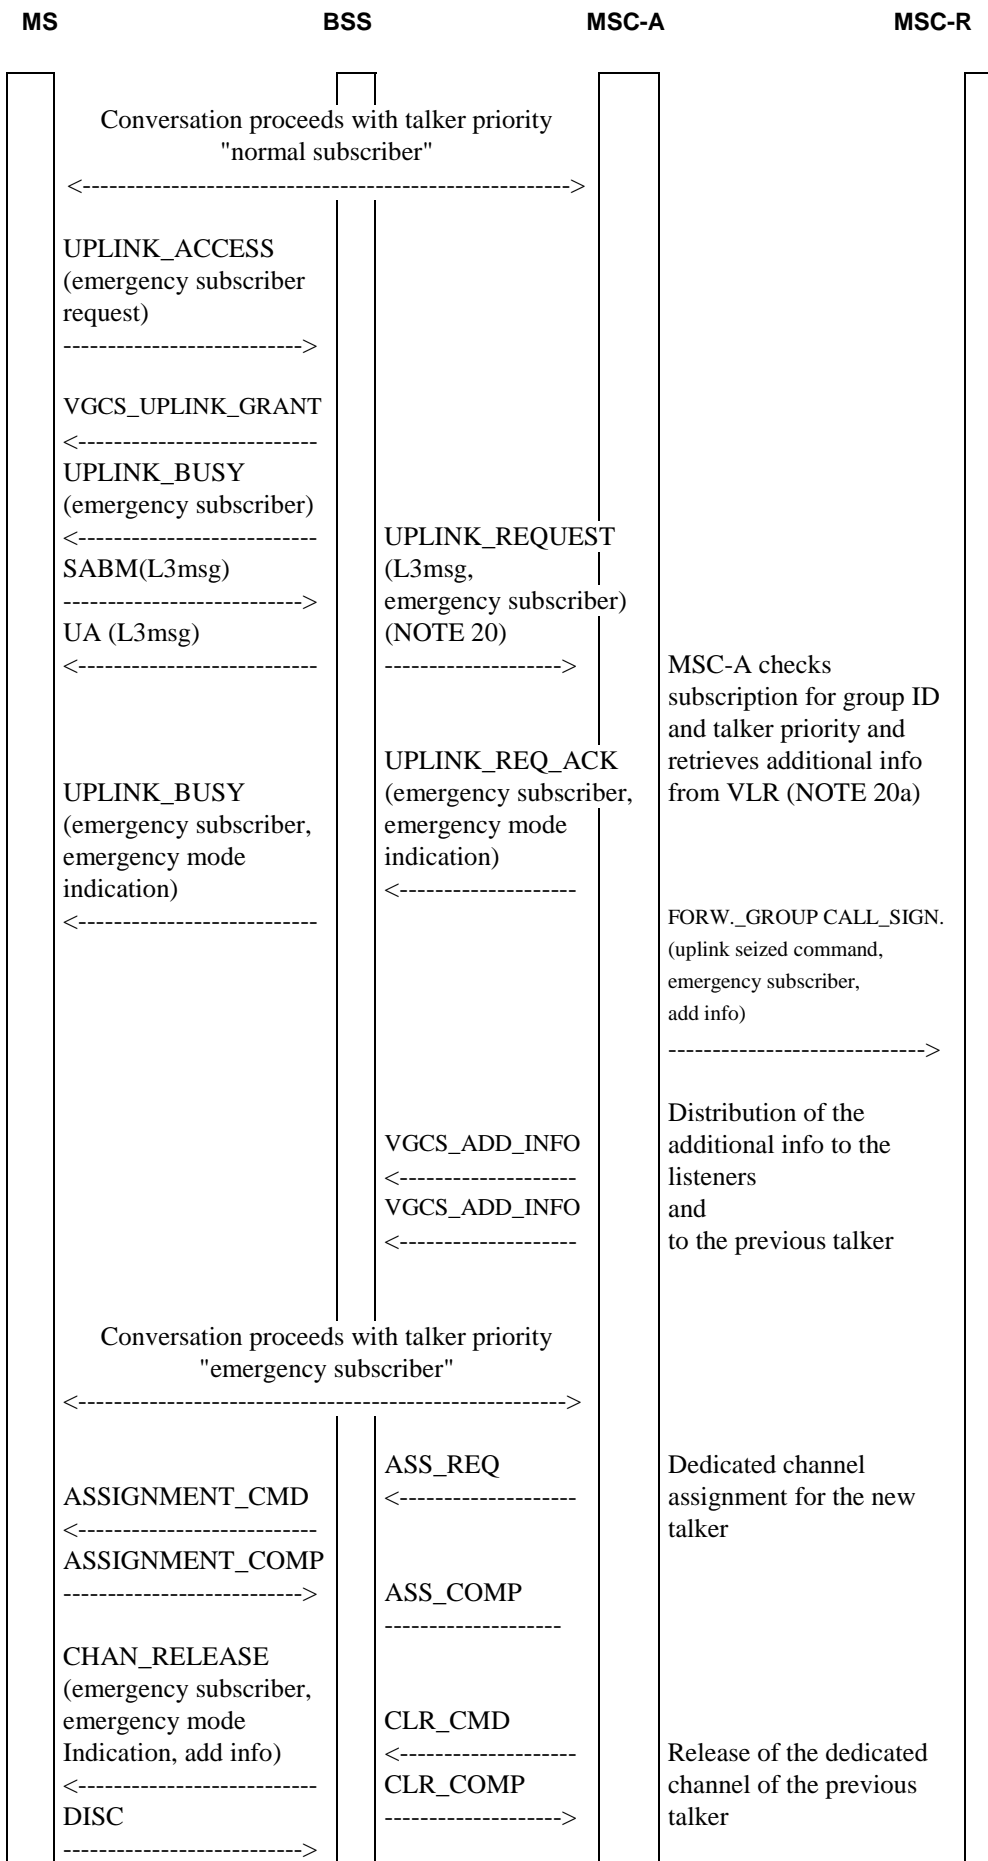 MS BSS MSC-A MSC-R
Conversation proceeds with talker priority
"normal subscriber"
<------------------------------------------------------->
UPLINK_ACCESS
(emergency subscriber
request)
--------------------------->
VGCS_UPLINK_GRANT
<---------------------------
UPLINK_BUSY
(emergency subscriber)
<---------------------------
SABM(L3msg)
--------------------------->
UA (L3msg)
<---------------------------
UPLINK_REQUEST
(L3msg,
emergency subscriber)
(NOTE 20)
-------------------->
MSC-A checks
subscription for group ID
and talker priority and
retrieves additional info
from VLR (NOTE 20a)
UPLINK_REQ_ACK
(emergency subscriber,
emergency mode
indication)
<--------------------
UPLINK_BUSY
(emergency subscriber,
emergency mode
indication)
<---------------------------
FORW._GROUP CALL_SIGN.
(uplink seized command,
emergency subscriber,
add info)
----------------------------->
VGCS_ADD_INFO
<--------------------
VGCS_ADD_INFO
<--------------------
Distribution of the
additional info to the
listeners
and
to the previous talker
Conversation proceeds with talker priority
"emergency subscriber"
<------------------------------------------------------->
ASS_REQ
<--------------------
Dedicated channel
assignment for the new
talker
ASSIGNMENT_CMD
<---------------------------
ASSIGNMENT_COMP
--------------------------->
ASS_COMP
--------------------
CHAN_RELEASE
(emergency subscriber,
emergency mode
Indication, add info)
<---------------------------
DISC
--------------------------->
CLR_CMD
<--------------------
CLR_COMP
-------------------->
Release of the dedicated
channel of the previous
talker